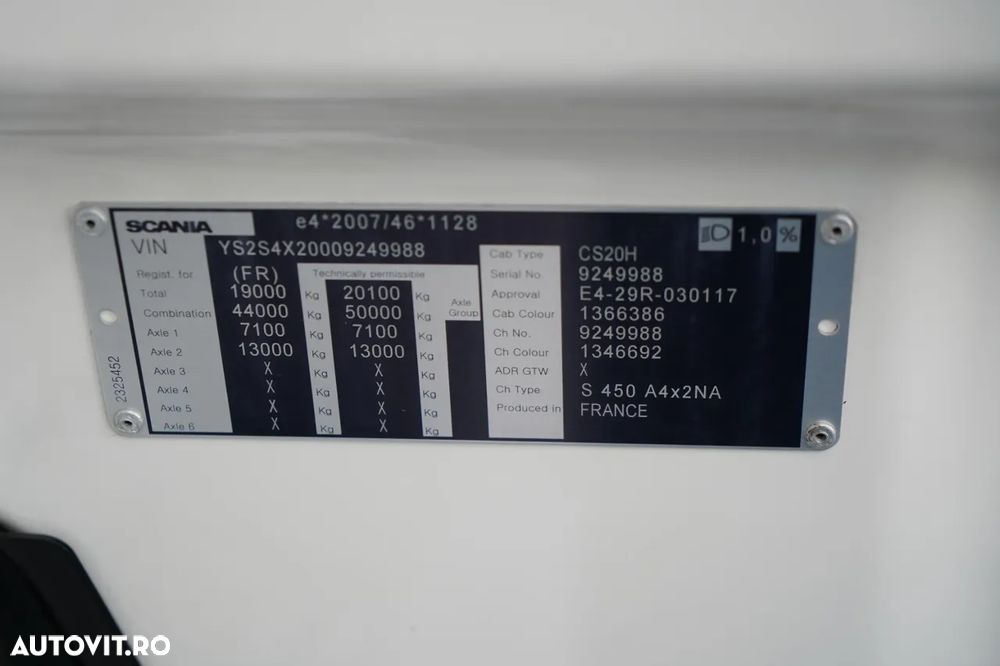 SCANIA e4*2007/46*1128 1,0 %
VIN YS2S4X20009249988
Regist. for (FR) Technically permissible
Total 19000 Kg 20100 Kg
Axle Group
Combination 44000 Kg 50000 Kg
Axle 1 7100 Kg 7100 Kg
Axle 2 13000 Kg 13000 Kg
Axle 3 X Kg X Kg
Axle 4 X Kg X Kg
Axle 5 X Kg X Kg
Axle 6 X Kg X Kg
Cab Type CS20H
Serial No. 9249988
Approval E4-29R-030117
Cab Colour 1366386
Ch No. 9249988
Ch Colour 1346692
ADR GTW X
Ch Type S 450 A4x2NA
Produced in FRANCE
2325452
AUTOVIT.RO